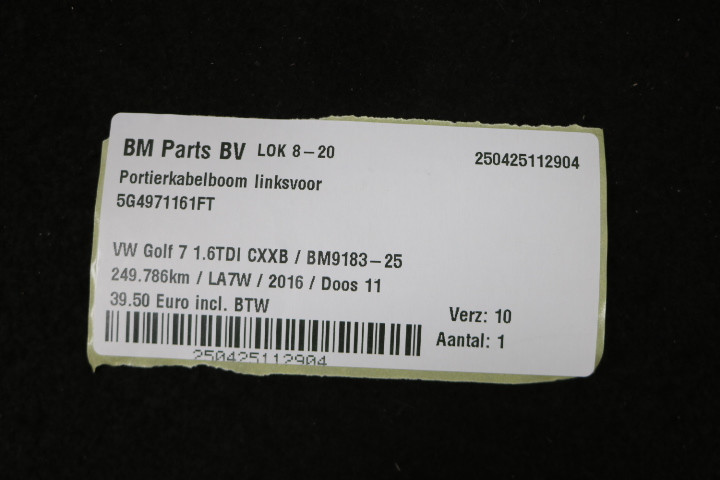 BM Parts BV LOK 8-20 250425112904
Portierkabelboom linksvoor
5G4971161FT
VW Golf 7 1.6TDI CXXB / BM9183-25
249.786km / LA7W / 2016 / Doos 11
39.50 Euro incl. BTW
Verz: 10
Aantal: 1
250425112904